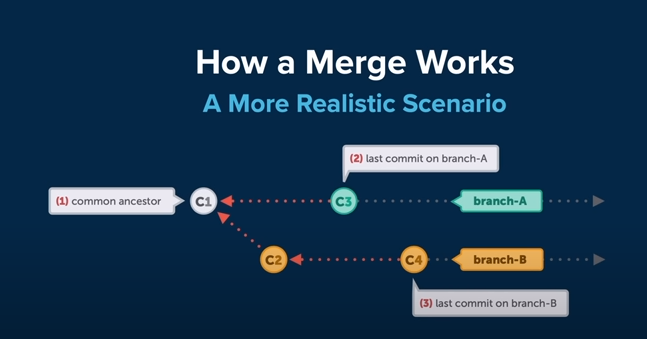 How a Merge Works
A More Realistic Scenario
(2) last commit on branch-A
(1) common ancestor
C1
C3
branch-A
C2
C4
branch-B
(3) last commit on branch-B